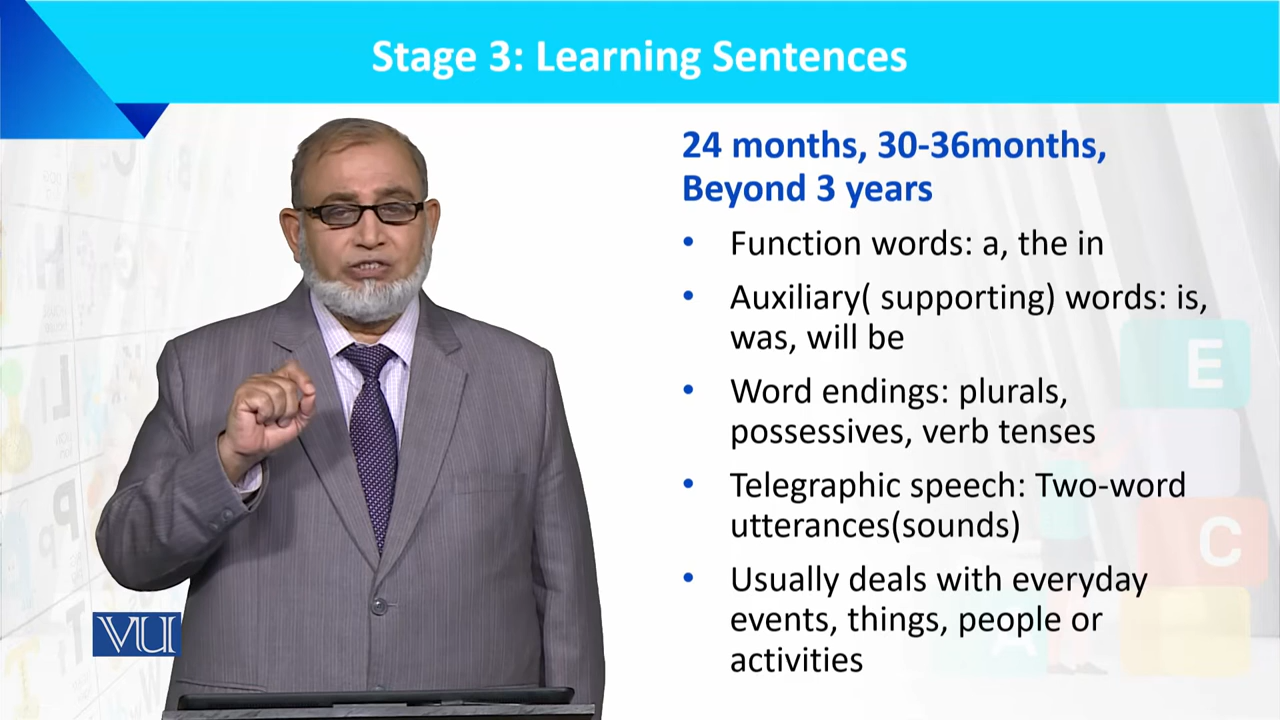 Stage 3: Learning Sentences
24 months, 30-36months,
Beyond 3 years
• Function words: a, the in
• Auxiliary( supporting) words: is,
was, will be
• Word endings: plurals,
possessives, verb tenses
• Telegraphic speech: Two-word
utterances(sounds)
• Usually deals with everyday
events, things, people or
activities
VU
E
C
A